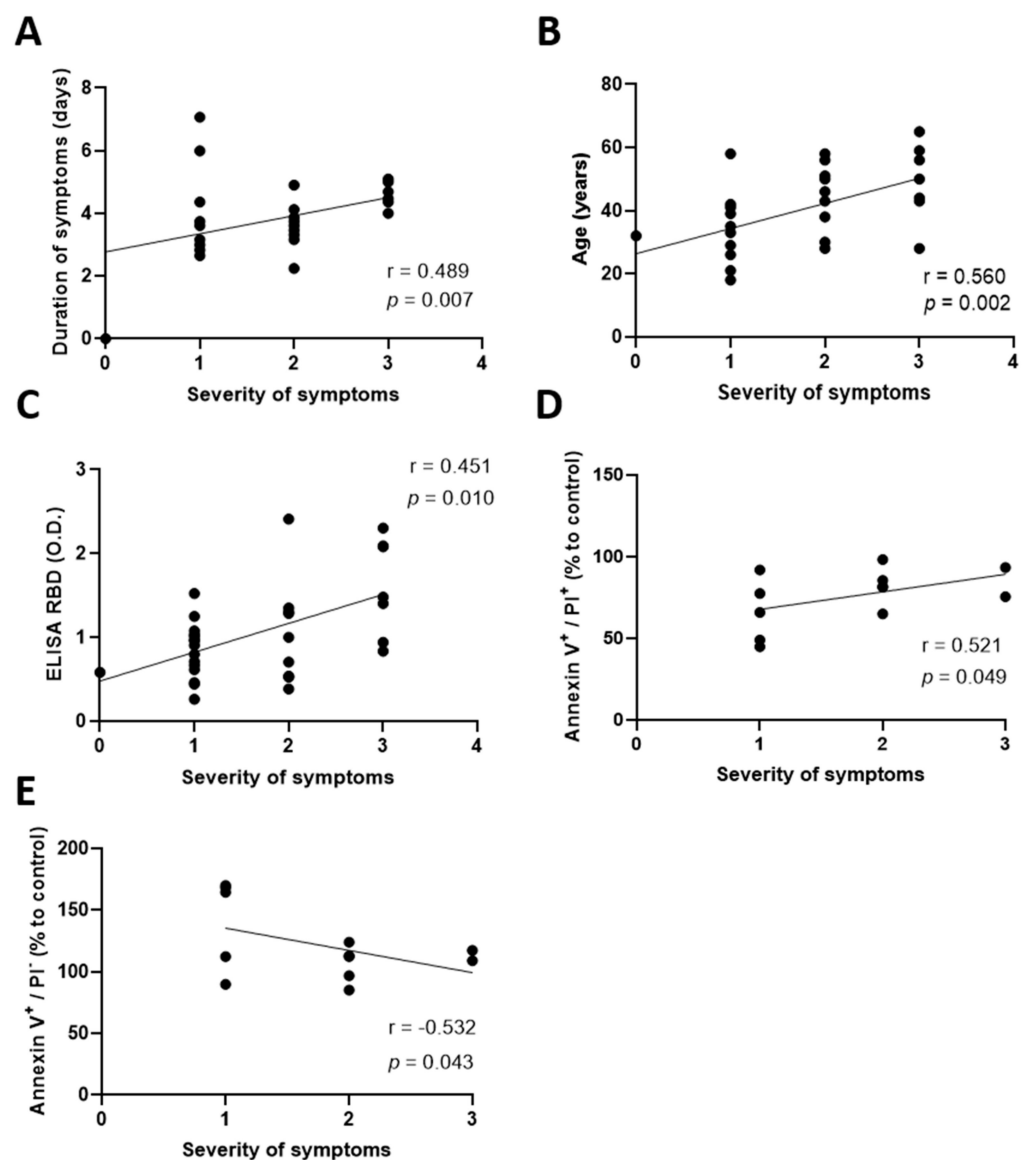 A
Duration of symptoms (days)
8
6
4
2
0
0 1 2 3 4
Severity of symptoms
r = 0.489
p = 0.007
B
Age (years)
80
60
40
20
0
0 1 2 3 4
Severity of symptoms
r = 0.560
p = 0.002
C
ELISA RBD (O.D.)
3
2
1
0
0 1 2 3 4
Severity of symptoms
r = 0.451
p = 0.010
D
Annexin V⁺ / PI⁺ (% to control)
150
100
50
0
0 1 2 3
Severity of symptoms
r = 0.521
p = 0.049
E
Annexin V⁺ / PI⁻ (% to control)
200
150
100
50
0
0 1 2 3
Severity of symptoms
r = -0.532
p = 0.043